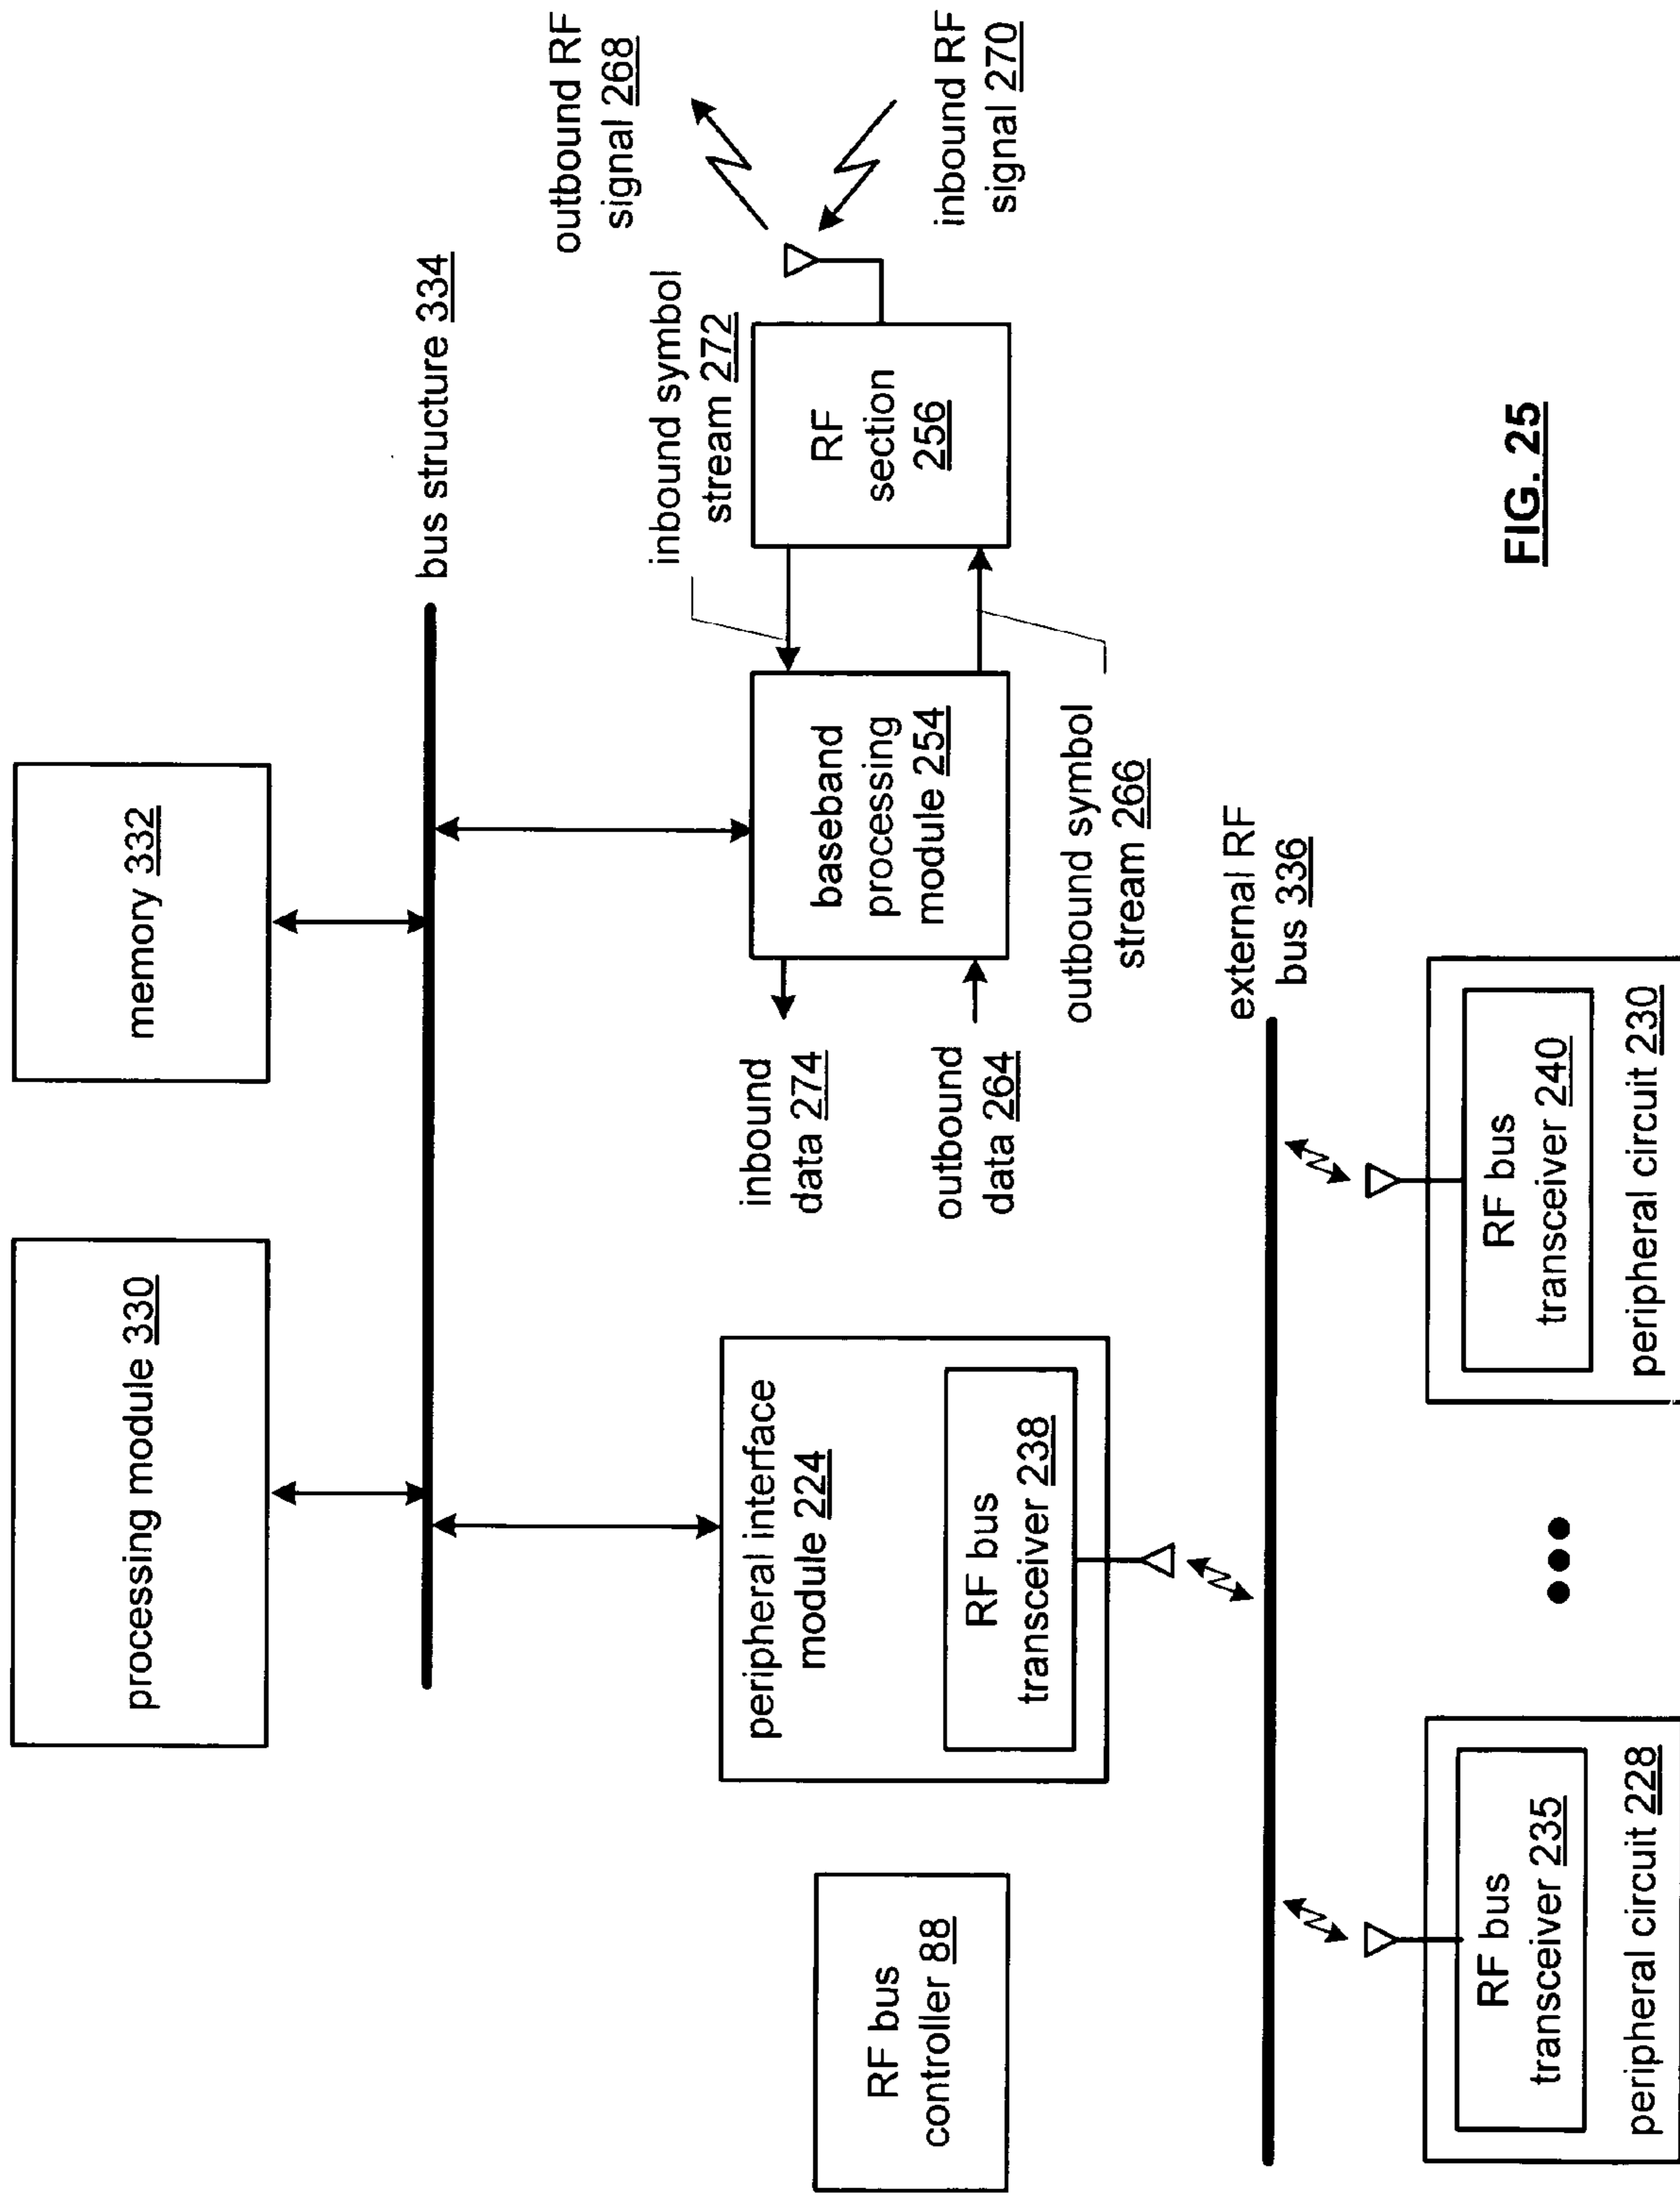 processing module 330
memory 332
bus structure 334
RF bus
controller 88
peripheral interface
module 224
RF bus
transceiver 238
inbound
data 274
outbound
data 264
baseband
processing
module 254
inbound symbol
stream 272
outbound symbol
stream 266
RF
section
256
outbound RF
signal 268
inbound RF
signal 270
external RF
bus 336
RF bus
transceiver 235
peripheral circuit 228
RF bus
transceiver 240
peripheral circuit 230
FIG. 25